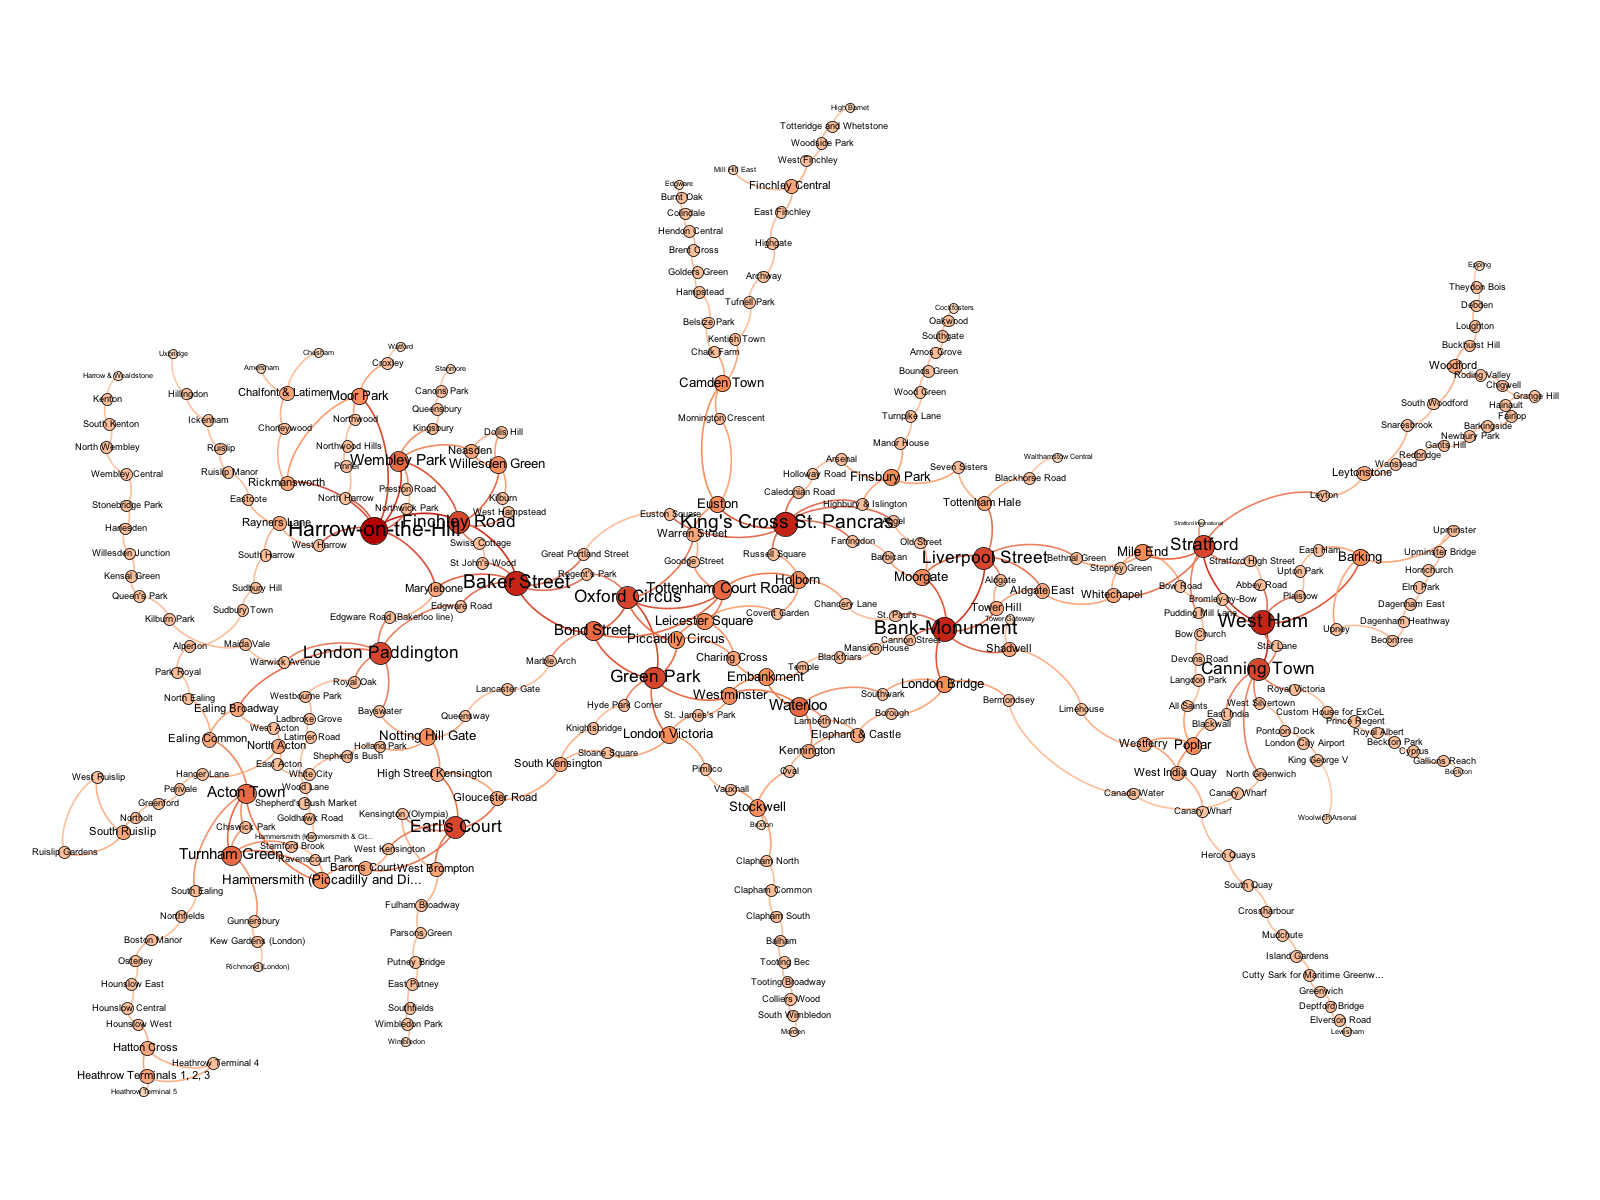 High Barnet
Totteridge and Whetstone
Woodside Park
West Finchley
Mill Hill East
Finchley Central
Edgware
Burnt Oak
Colindale
East Finchley
Hendon Central
Highgate
Brent Cross
Golders Green
Archway
Hampstead
Tufnell Park
Belsize Park
Kentish Town
Chalk Farm
Camden Town
Mornington Crescent
Epping
Theydon Bois
Debden
Loughton
Buckhurst Hill
Woodford
Roding Valley
Chigwell
Grange Hill
Hainault
Fairlop
Barkingside
Newbury Park
Gants Hill
Redbridge
Wanstead
South Woodford
Snaresbrook
Leytonstone
Leyton
Cockfosters
Oakwood
Southgate
Arnos Grove
Bounds Green
Wood Green
Turnpike Lane
Manor House
Arsenal
Holloway Road
Finsbury Park
Seven Sisters
Walthamstow Central
Blackhorse Road
Caledonian Road
Highbury & Islington
Tottenham Hale
Uxbridge
Hillingdon
Ickenham
Ruislip
Ruislip Manor
Eastcote
Rayners Lane
West Harrow
Chesham
Amersham
Chalfont & Latimer
Chorleywood
Rickmansworth
Watford
Croxley
Moor Park
Northwood
Northwood Hills
Pinner
North Harrow
Stanmore
Canons Park
Queensbury
Kingsbury
Wembley Park
Preston Road
Northwick Park
Dollis Hill
Neasden
Willesden Green
Kilburn
West Hampstead
Finchley Road
Harrow-on-the-Hill
Swiss Cottage
St John's Wood
Harrow & Wealdstone
Kenton
South Kenton
North Wembley
Wembley Central
Stonebridge Park
Harlesden
Willesden Junction
Kensal Green
Queen's Park
Kilburn Park
South Harrow
Sudbury Hill
Sudbury Town
Alperton
Park Royal
North Ealing
Maida Vale
Warwick Avenue
Euston
Euston Square
King's Cross St. Pancras
Warren Street
Angel
Old Street
Farringdon
Barbican
Russell Square
Goodge Street
Great Portland Street
Regent's Park
Baker Street
Marylebone
Edgware Road
Edgware Road (Bakerloo line)
London Paddington
Oxford Circus
Tottenham Court Road
Holborn
Moorgate
Liverpool Street
Bethnal Green
Stepney Green
Mile End
Stratford International
Stratford
Stratford High Street
East Ham
Upton Park
Barking
Upminster
Upminster Bridge
Hornchurch
Elm Park
Dagenham East
Dagenham Heathway
Becontree
Upney
Aldgate
Aldgate East
Whitechapel
Bow Road
Bromley-by-Bow
Abbey Road
Plaistow
Pudding Mill Lane
West Ham
Bow Church
Star Lane
Devons Road
Langdon Park
Canning Town
Royal Victoria
West Silvertown
Custom House for ExCeL
Prince Regent
Royal Albert
Beckton Park
Cyprus
Gallions Reach
Beckton
Pontoon Dock
London City Airport
King George V
Woolwich Arsenal
All Saints
East India
Blackwall
Poplar
Westferry
West India Quay
North Greenwich
Canary Wharf
Canary Wharf
Canada Water
Limehouse
Tower Hill
Tower Gateway
Shadwell
Bank-Monument
St. Paul's
Chancery Lane
Covent Garden
Leicester Square
Piccadilly Circus
Bond Street
Marble Arch
Lancaster Gate
Queensway
Charing Cross
Embankment
Temple
Blackfriars
Mansion House
Cannon Street
London Bridge
Bermondsey
Southwark
Borough
Green Park
Westminster
Waterloo
Lambeth North
Elephant & Castle
Kennington
Oval
Hyde Park Corner
Knightsbridge
St. James's Park
London Victoria
Sloane Square
South Kensington
Pimlico
Vauxhall
Stockwell
Brixton
Clapham North
Clapham Common
Clapham South
Balham
Tooting Bec
Tooting Broadway
Colliers Wood
South Wimbledon
Morden
Royal Oak
Westbourne Park
Bayswater
Ladbroke Grove
Latimer Road
Notting Hill Gate
Holland Park
Shepherd's Bush
White City
Wood Lane
Shepherd's Bush Market
Goldhawk Road
Hammersmith (Hammersmith & Cit...
Ealing Broadway
West Acton
Ealing Common
North Acton
East Acton
Hanger Lane
Perivale
Greenford
Northolt
South Ruislip
West Ruislip
Ruislip Gardens
Acton Town
Chiswick Park
Turnham Green
Stamford Brook
Ravenscourt Park
Hammersmith (Piccadilly and Di...
Barons Court
West Kensington
Kensington (Olympia)
High Street Kensington
Gloucester Road
Earl's Court
West Brompton
Fulham Broadway
Parsons Green
Putney Bridge
East Putney
Southfields
Wimbledon Park
Wimbledon
Gunnersbury
Kew Gardens (London)
Richmond (London)
South Ealing
Northfields
Boston Manor
Osterley
Hounslow East
Hounslow Central
Hounslow West
Hatton Cross
Heathrow Terminal 4
Heathrow Terminals 1, 2, 3
Heathrow Terminal 5
Heron Quays
South Quay
Crossharbour
Mudchute
Island Gardens
Cutty Sark for Maritime Greenw...
Greenwich
Deptford Bridge
Elverson Road
Lewisham